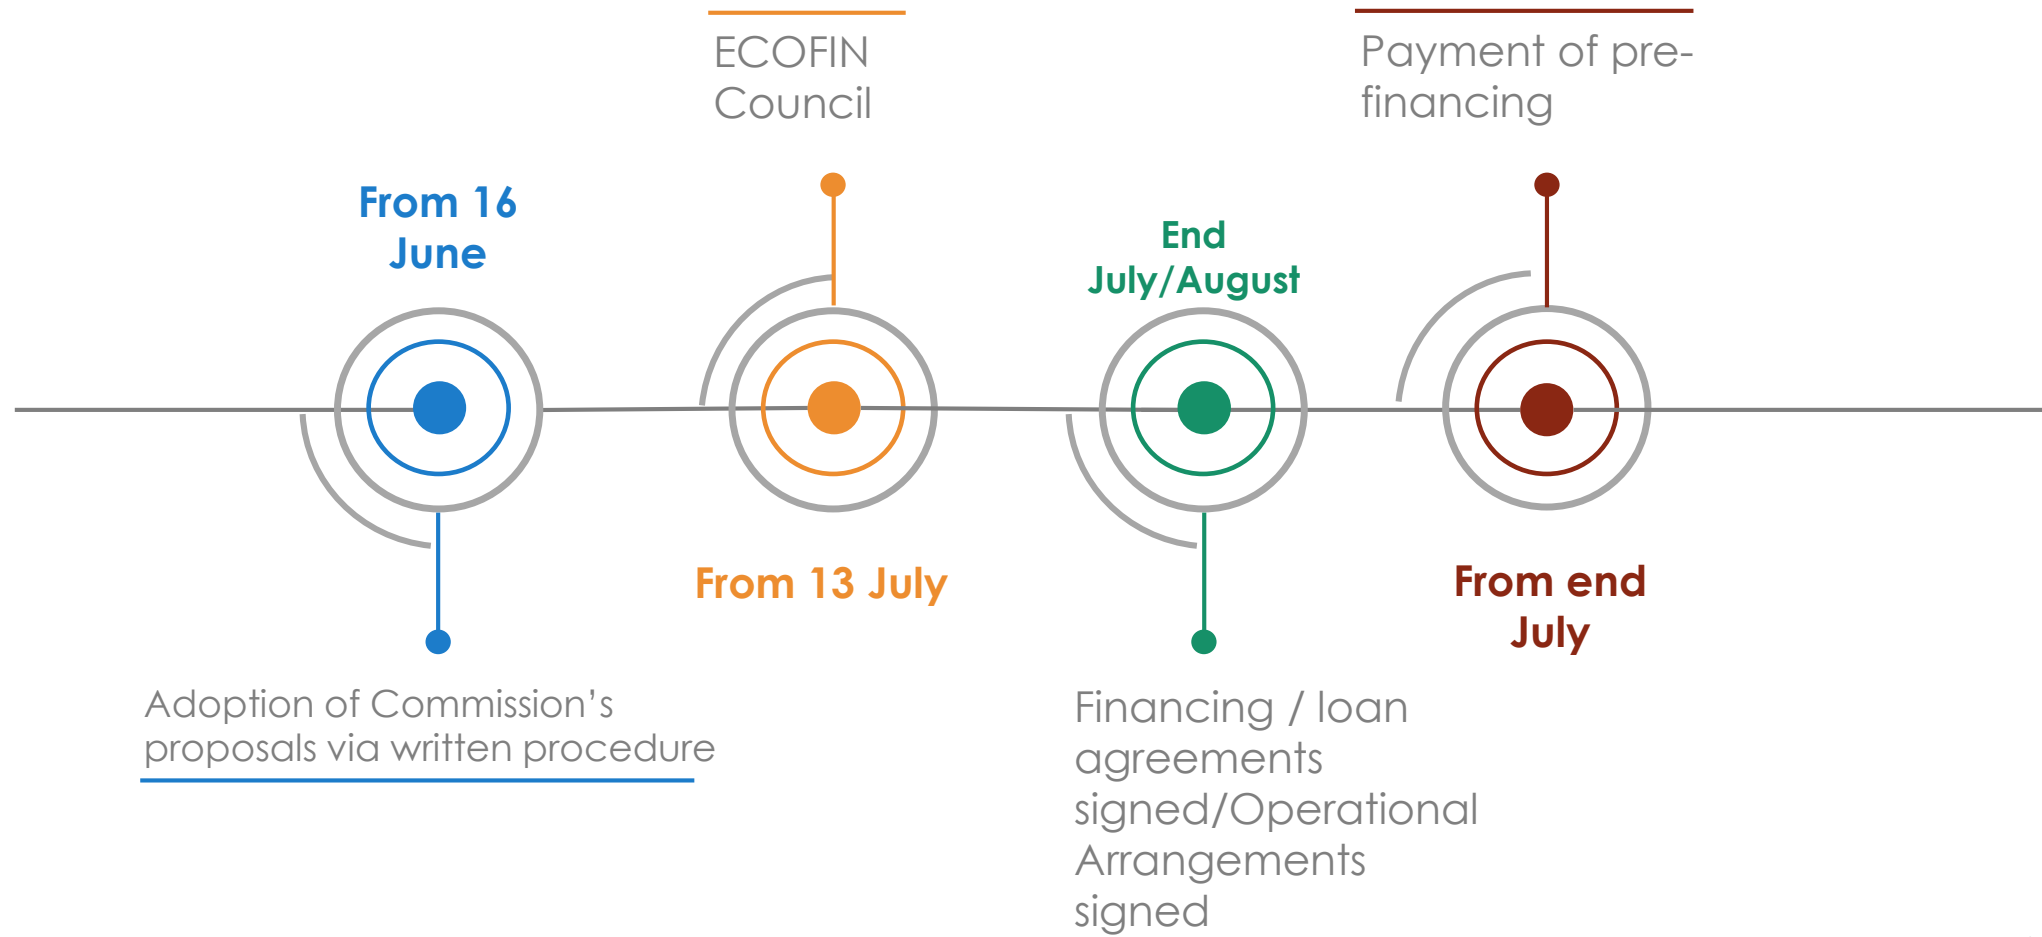 ECOFIN
Council
Payment of pre-
financing
From 16
June
End
July/August
From 13 July
From end
July
Adoption of Commission’s
proposals via written procedure
Financing / loan
agreements
signed/Operational
Arrangements
signed